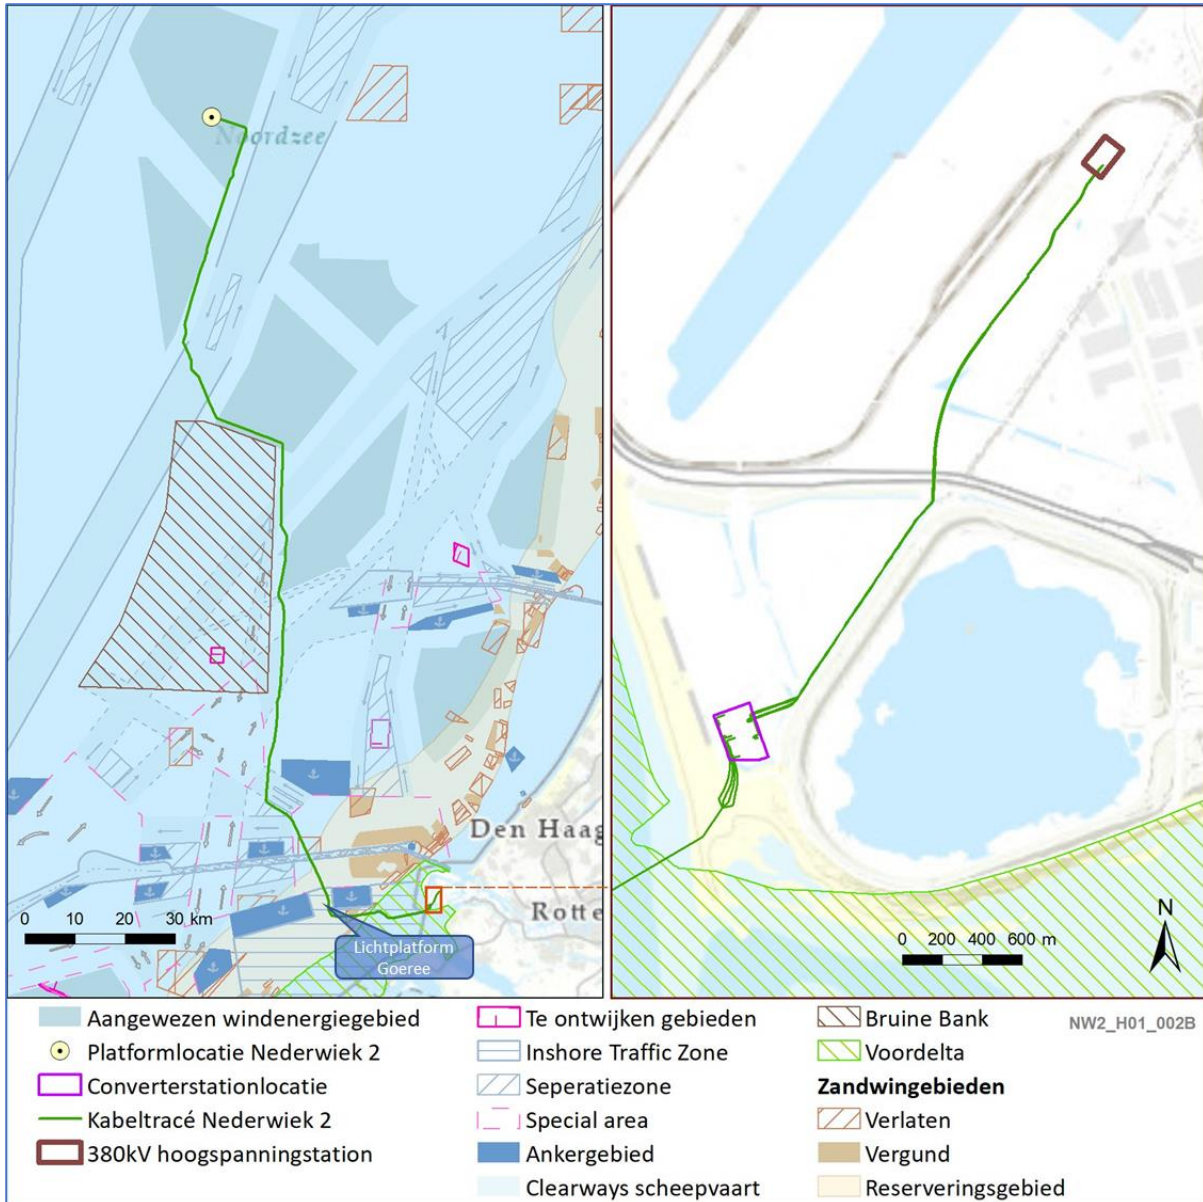 Noordzee
Den Haag
Rotte
Lichtplatform
Goeree
0 10 20 30 km
N
0 200 400 600 m
Aangewezen windenergiegebied
Platformlocatie Nederwiek 2
Converterstationlocatie
Kabeltracé Nederwiek 2
380kV hoogspanningstation
Te ontwijken gebieden
Inshore Traffic Zone
Seperatiezone
Special area
Ankergebied
Clearways scheepvaart
Bruine Bank
Voordelta
Zandwingebieden
Verlaten
Vergund
Reserveringsgebied
NW2_H01_002B